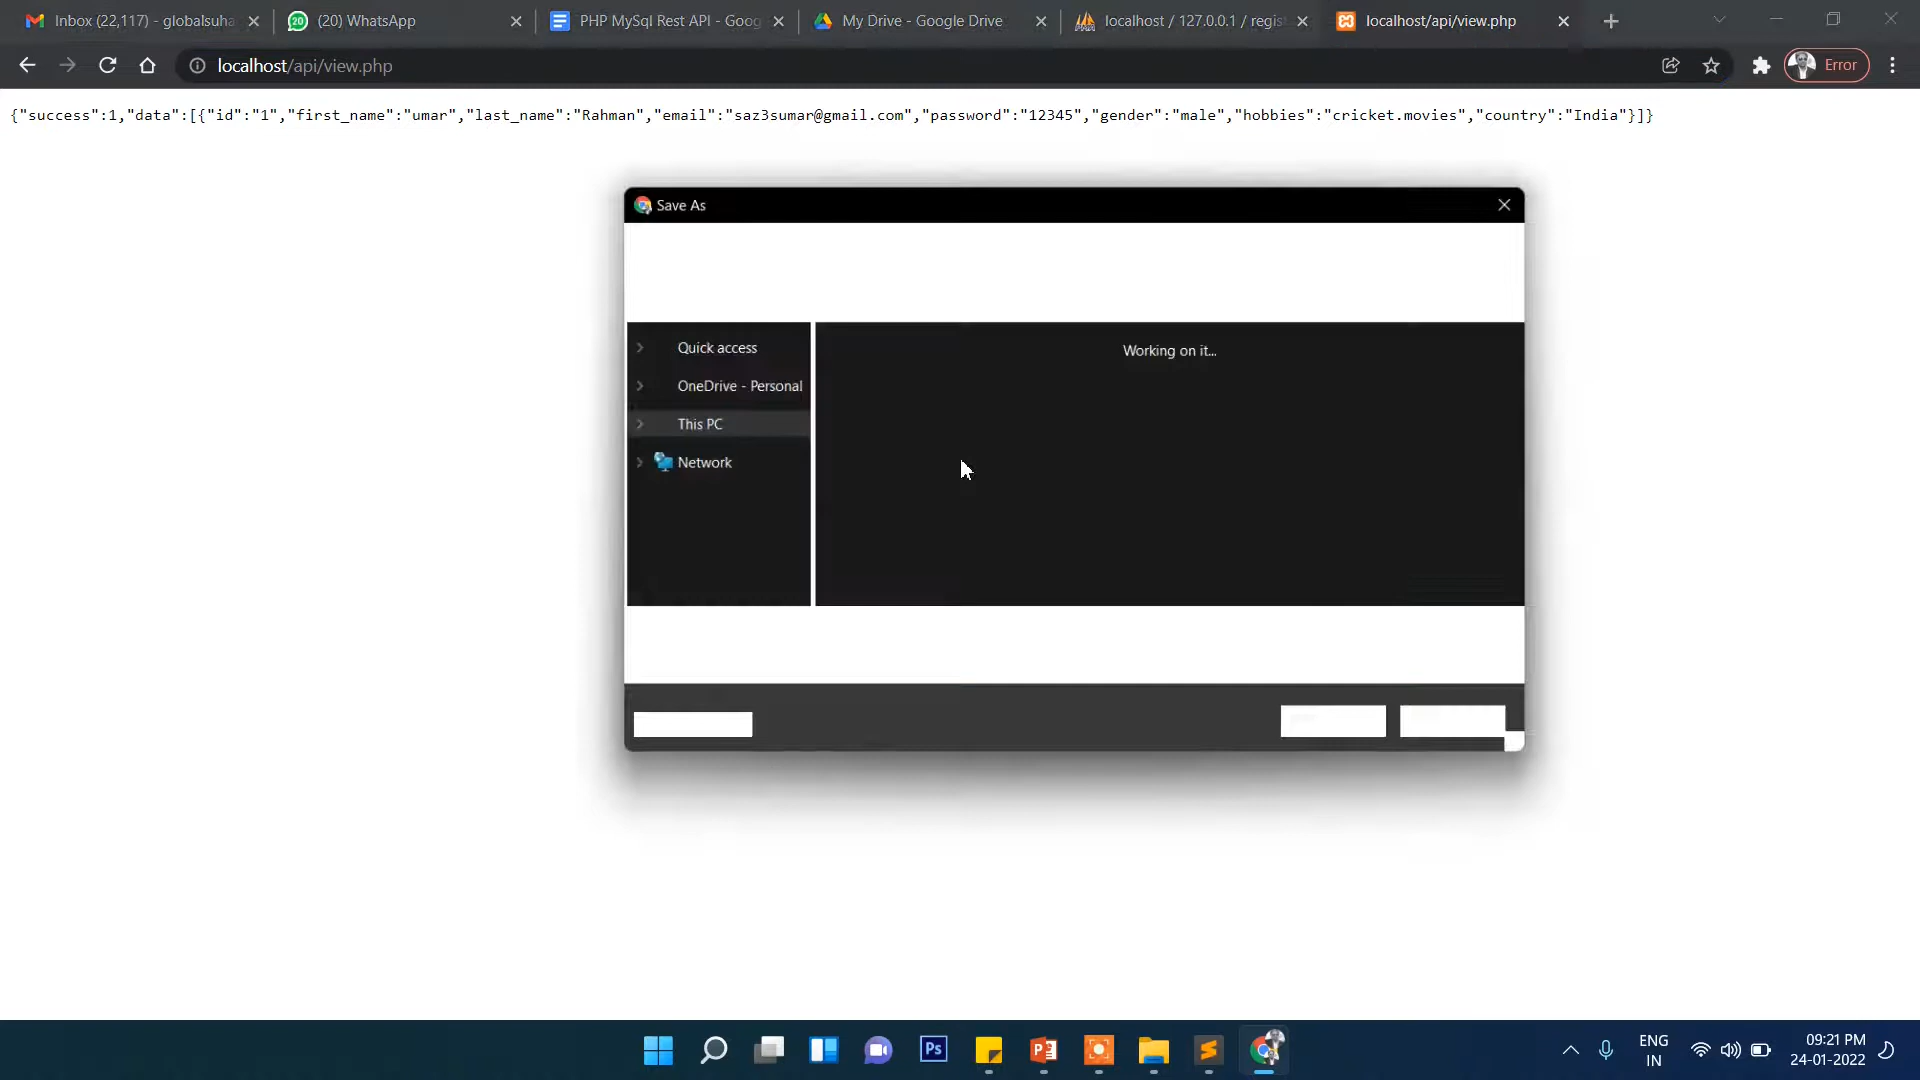 Inbox (22,117) - globalsuha
(20) WhatsApp
PHP MySql Rest API - Goog
My Drive - Google Drive
localhost / 127.0.0.1 / regist
localhost/api/view.php
localhost/api/view.php
Error
{"success":1,"data":[{"id":"1","first_name":"umar","last_name":"Rahman","email":"saz3sumar@gmail.com","password":"12345","gender":"male","hobbies":"cricket.movies","country":"India"}]}
Save As
Quick access
OneDrive - Personal
This PC
Network
Working on it...
20
Ps
P
ENG
IN
09:21 PM
24-01-2022